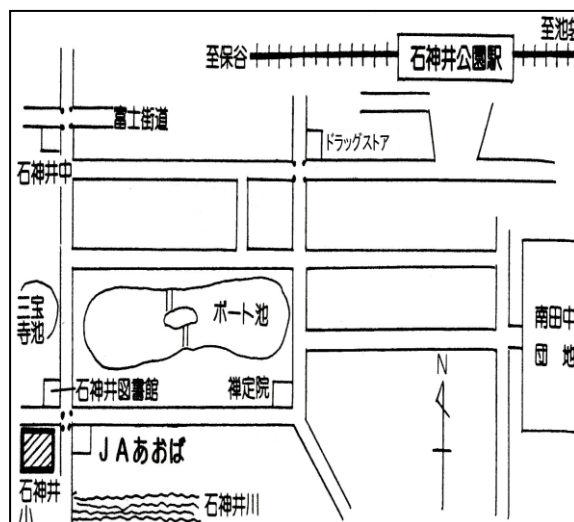 至池袋
至保谷
石神井公園駅
富士街道
ドラッグストア
石神井中
三宝
寺池
ボート池
南田中
団地
N
石神井図書館
禅定院
JAあおば
石神井
小
石神井川